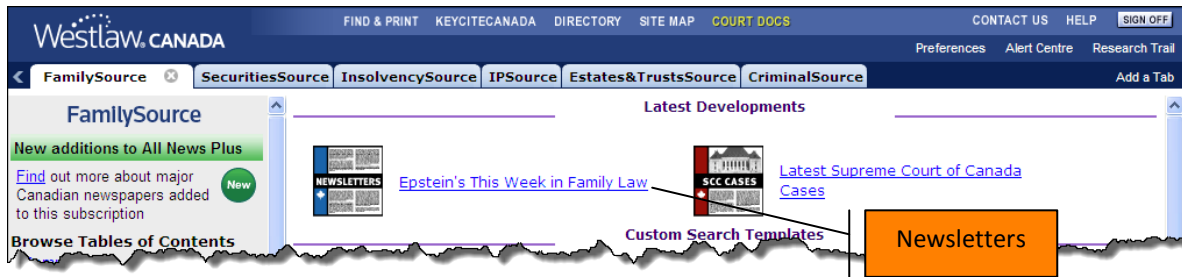 FIND & PRINT KEYCITECANADA DIRECTORY SITE MAP COURT DOCS CONTACT US HELP SIGN OFF
Westlaw. CANADA
Preferences Alert Centre Research Trail
FamilySource SecuritiesSource InsolvencySource IPSource Estates&TrustsSource CriminalSource Add a Tab
FamilySource
New additions to All News Plus
Find out more about major
Canadian newspapers added
to this subscription
New
Browse Tables of Contents
Latest Developments
NEWSLETTERS
Epstein's This Week in Family Law
SCC CASES
Latest Supreme Court of Canada
Cases
Custom Search Templates
Newsletters